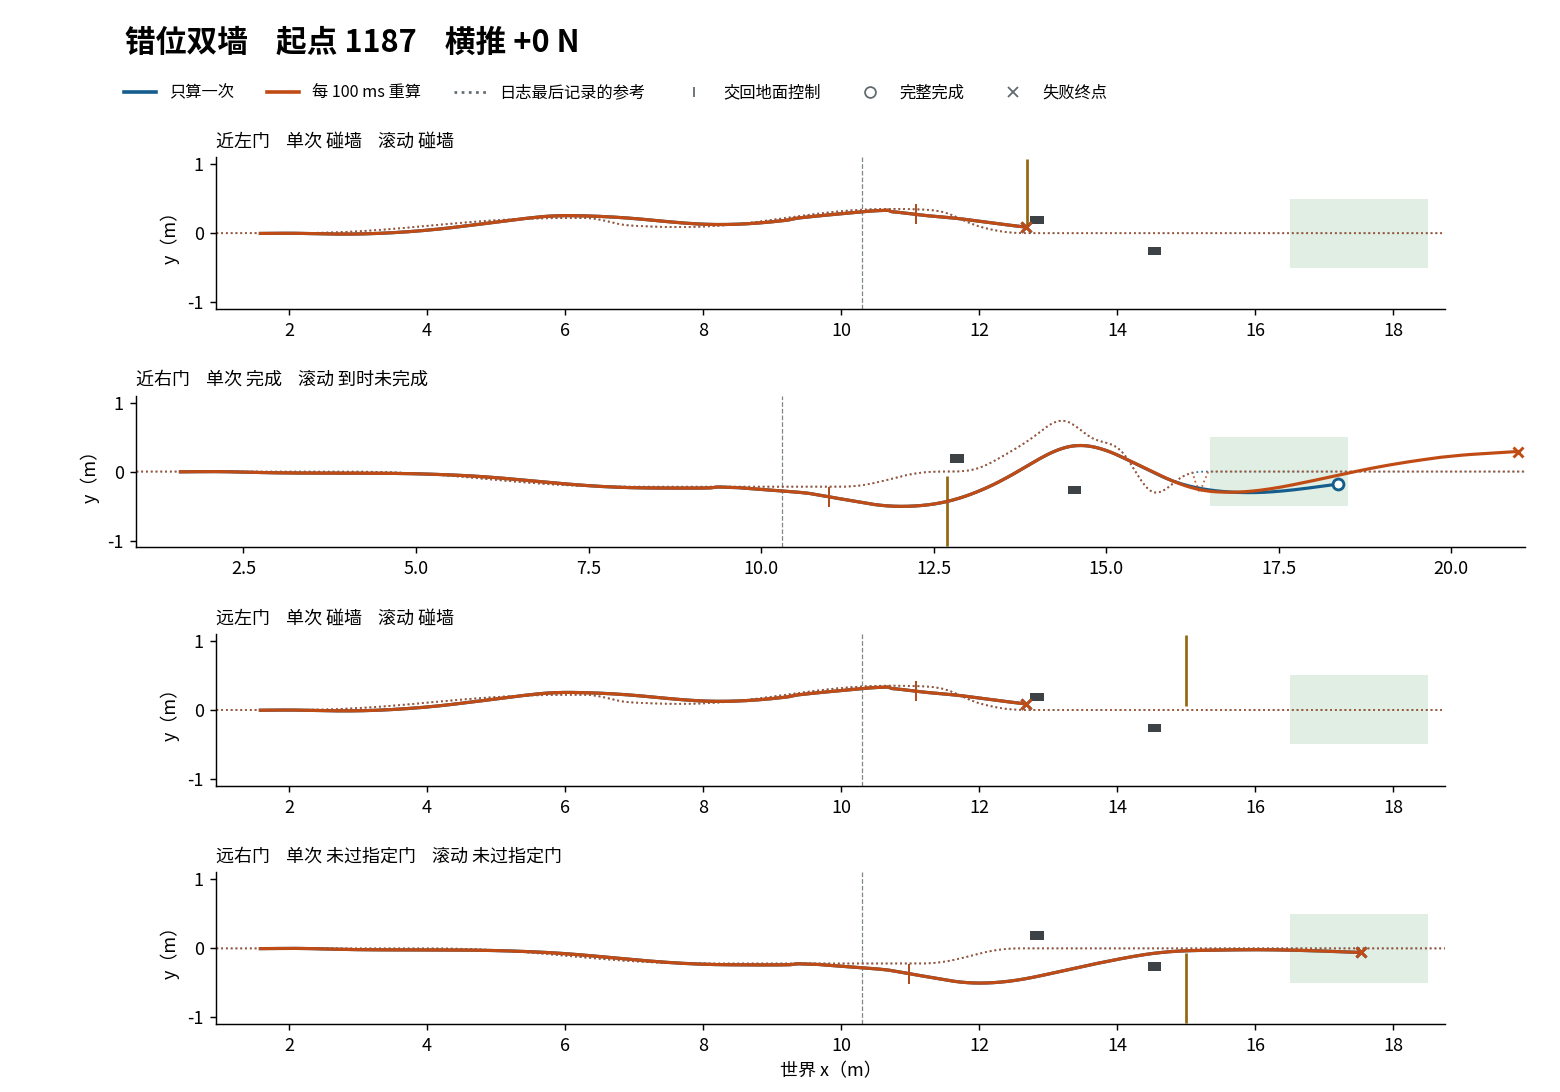 错位双墙 起点 1187 横推 +0 N
只算一次 每 100 ms 重算 日志最后记录的参考 交回地面控制 完整完成 失败终点
近左门 单次 碰墙 滚动 碰墙
1
0
-1
y（m）
2 4 6 8 10 12 14 16 18
近右门 单次 完成 滚动 到时未完成
1
0
-1
y（m）
2.5 5.0 7.5 10.0 12.5 15.0 17.5 20.0
远左门 单次 碰墙 滚动 碰墙
1
0
-1
y（m）
2 4 6 8 10 12 14 16 18
远右门 单次 未过指定门 滚动 未过指定门
1
0
-1
y（m）
2 4 6 8 10 12 14 16 18
世界 x（m）